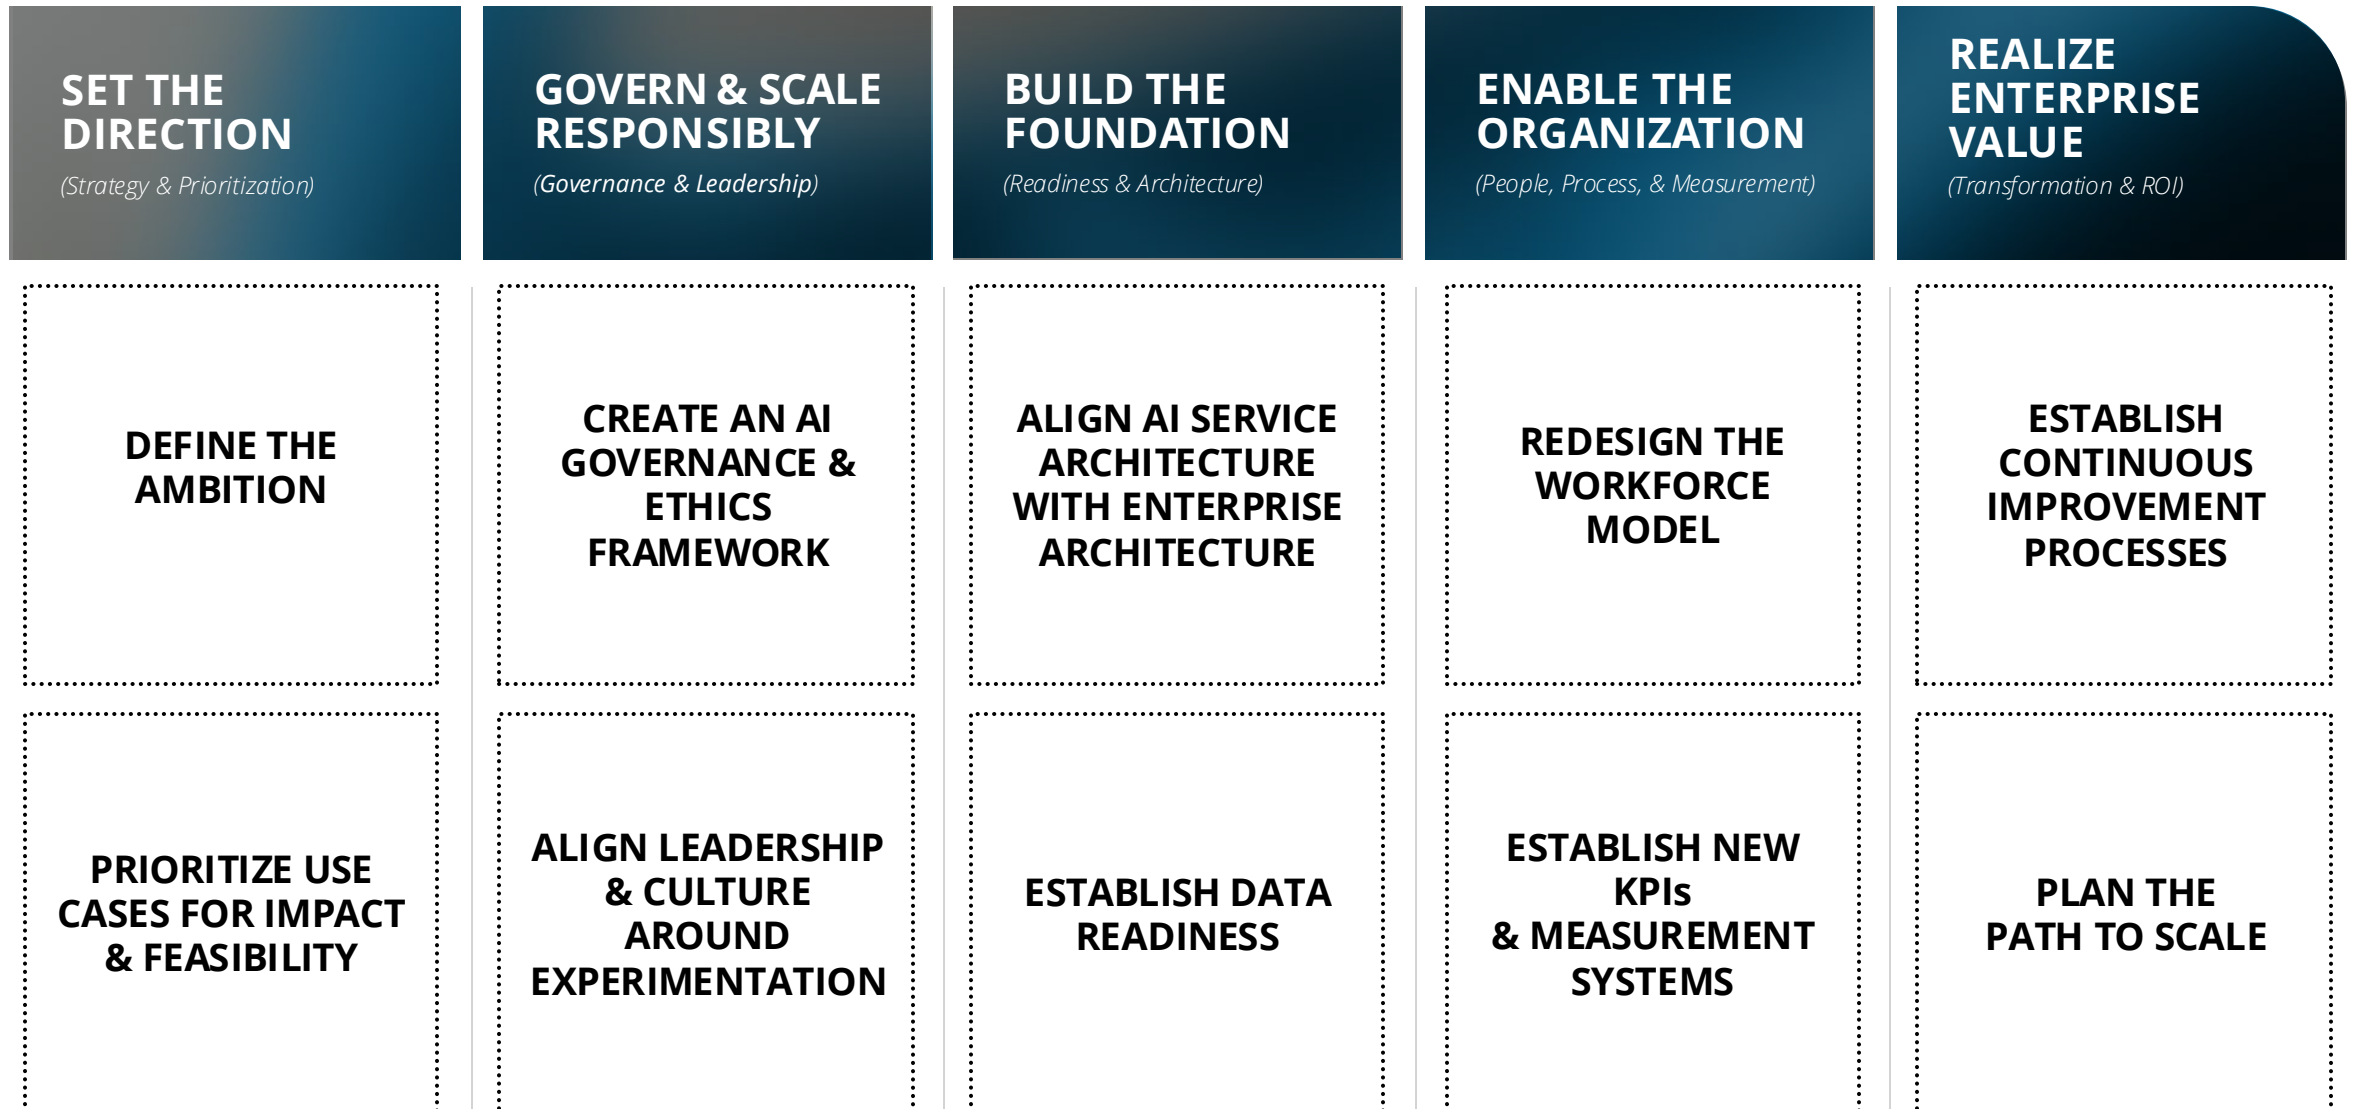 SET THE
DIRECTION
(Strategy & Prioritization)
GOVERN & SCALE
RESPONSIBLY
(Governance & Leadership)
BUILD THE
FOUNDATION
(Readiness & Architecture)
ENABLE THE
ORGANIZATION
(People, Process, & Measurement)
REALIZE
ENTERPRISE
VALUE
(Transformation & ROI)
DEFINE THE
AMBITION
CREATE AN AI
GOVERNANCE &
ETHICS
FRAMEWORK
ALIGN AI SERVICE
ARCHITECTURE
WITH ENTERPRISE
ARCHITECTURE
REDESIGN THE
WORKFORCE
MODEL
ESTABLISH
CONTINUOUS
IMPROVEMENT
PROCESSES
PRIORITIZE USE
CASES FOR IMPACT
& FEASIBILITY
ALIGN LEADERSHIP
& CULTURE
AROUND
EXPERIMENTATION
ESTABLISH DATA
READINESS
ESTABLISH NEW
KPIs
& MEASUREMENT
SYSTEMS
PLAN THE
PATH TO SCALE